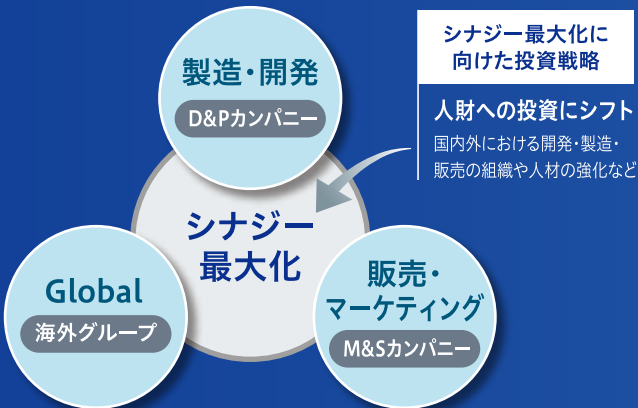 製造・開発
D&Pカンパニー
シナジー最大化に
向けた投資戦略
人財への投資にシフト
国内外における開発・製造・
販売の組織や人材の強化など
シナジー
最大化
Global
海外グループ
販売・
マーケティング
M&Sカンパニー